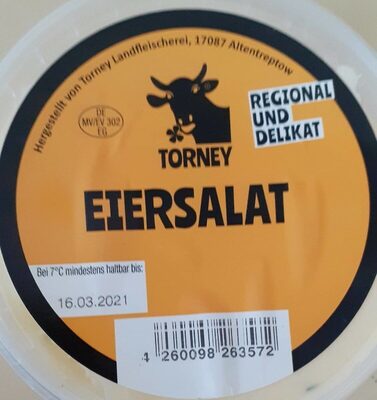 Hergestellt von Torney Landfleischerei, 17087 Altentreptow
DE
MV/EV 302
EG
REGIONAL
UND
DELIKAT
TORNEY
EIERSALAT
Bei 7°C mindestens haltbar bis:
16.03.2021
4 260098 263572